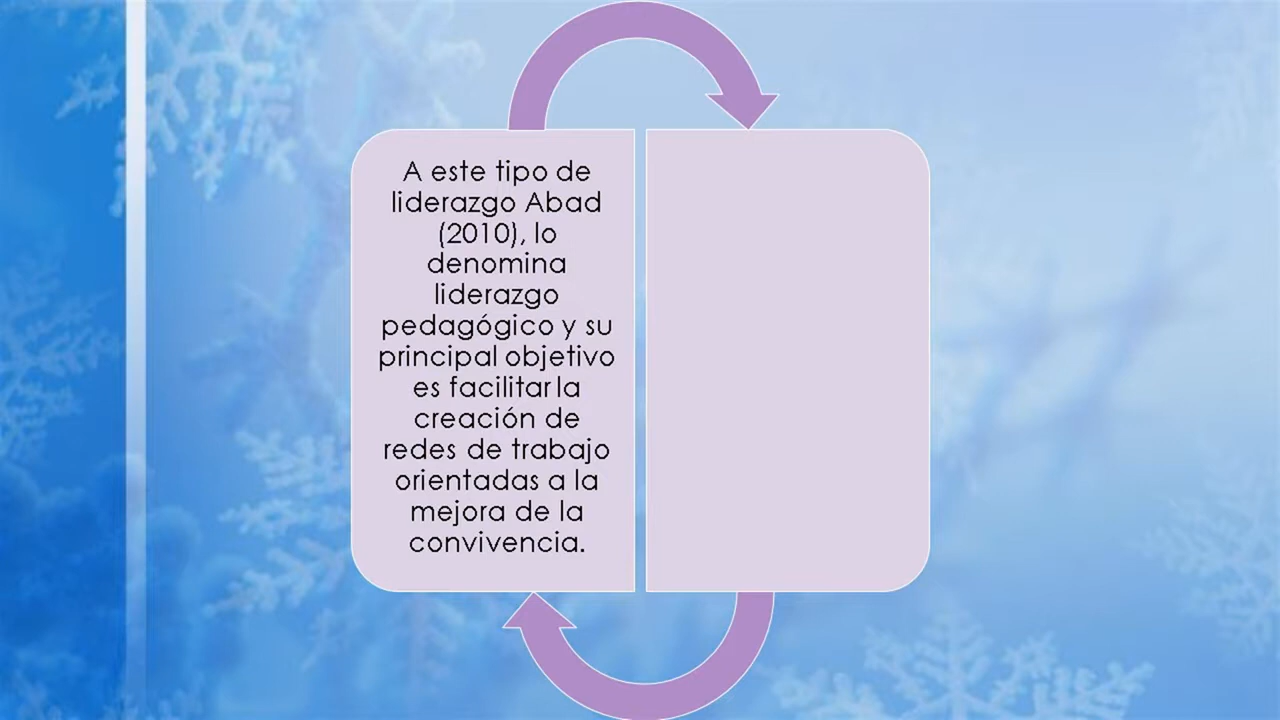 A este tipo de
liderazgo Abad
(2010), lo
denomina
liderazgo
pedagógico y su
principal objetivo
es facilitar la
creación de
redes de trabajo
orientadas a la
mejora de la
convivencia.